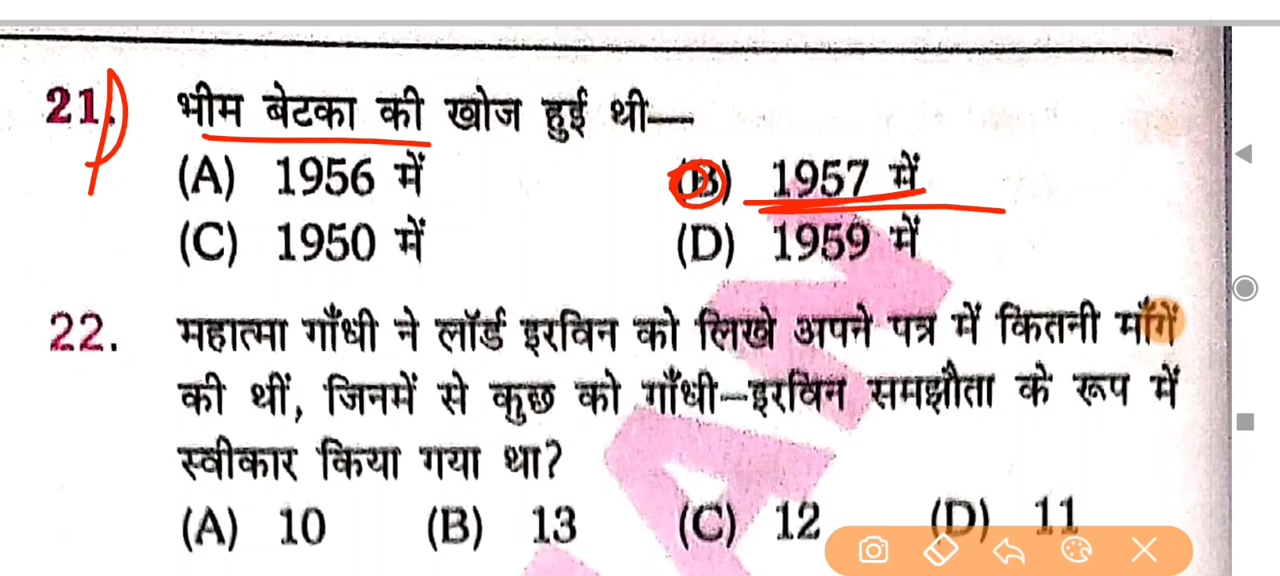 21. भीम बेटका की खोज हुई थी—
(A) 1956 में (B) 1957 में
(C) 1950 में (D) 1959 में
22. महात्मा गाँधी ने लॉर्ड इरविन को लिखे अपने पत्र में कितनी माँगें
की थीं, जिनमें से कुछ को गाँधी–इरविन समझौता के रूप में
स्वीकार किया गया था?
(A) 10 (B) 13 (C) 12 (D) 11